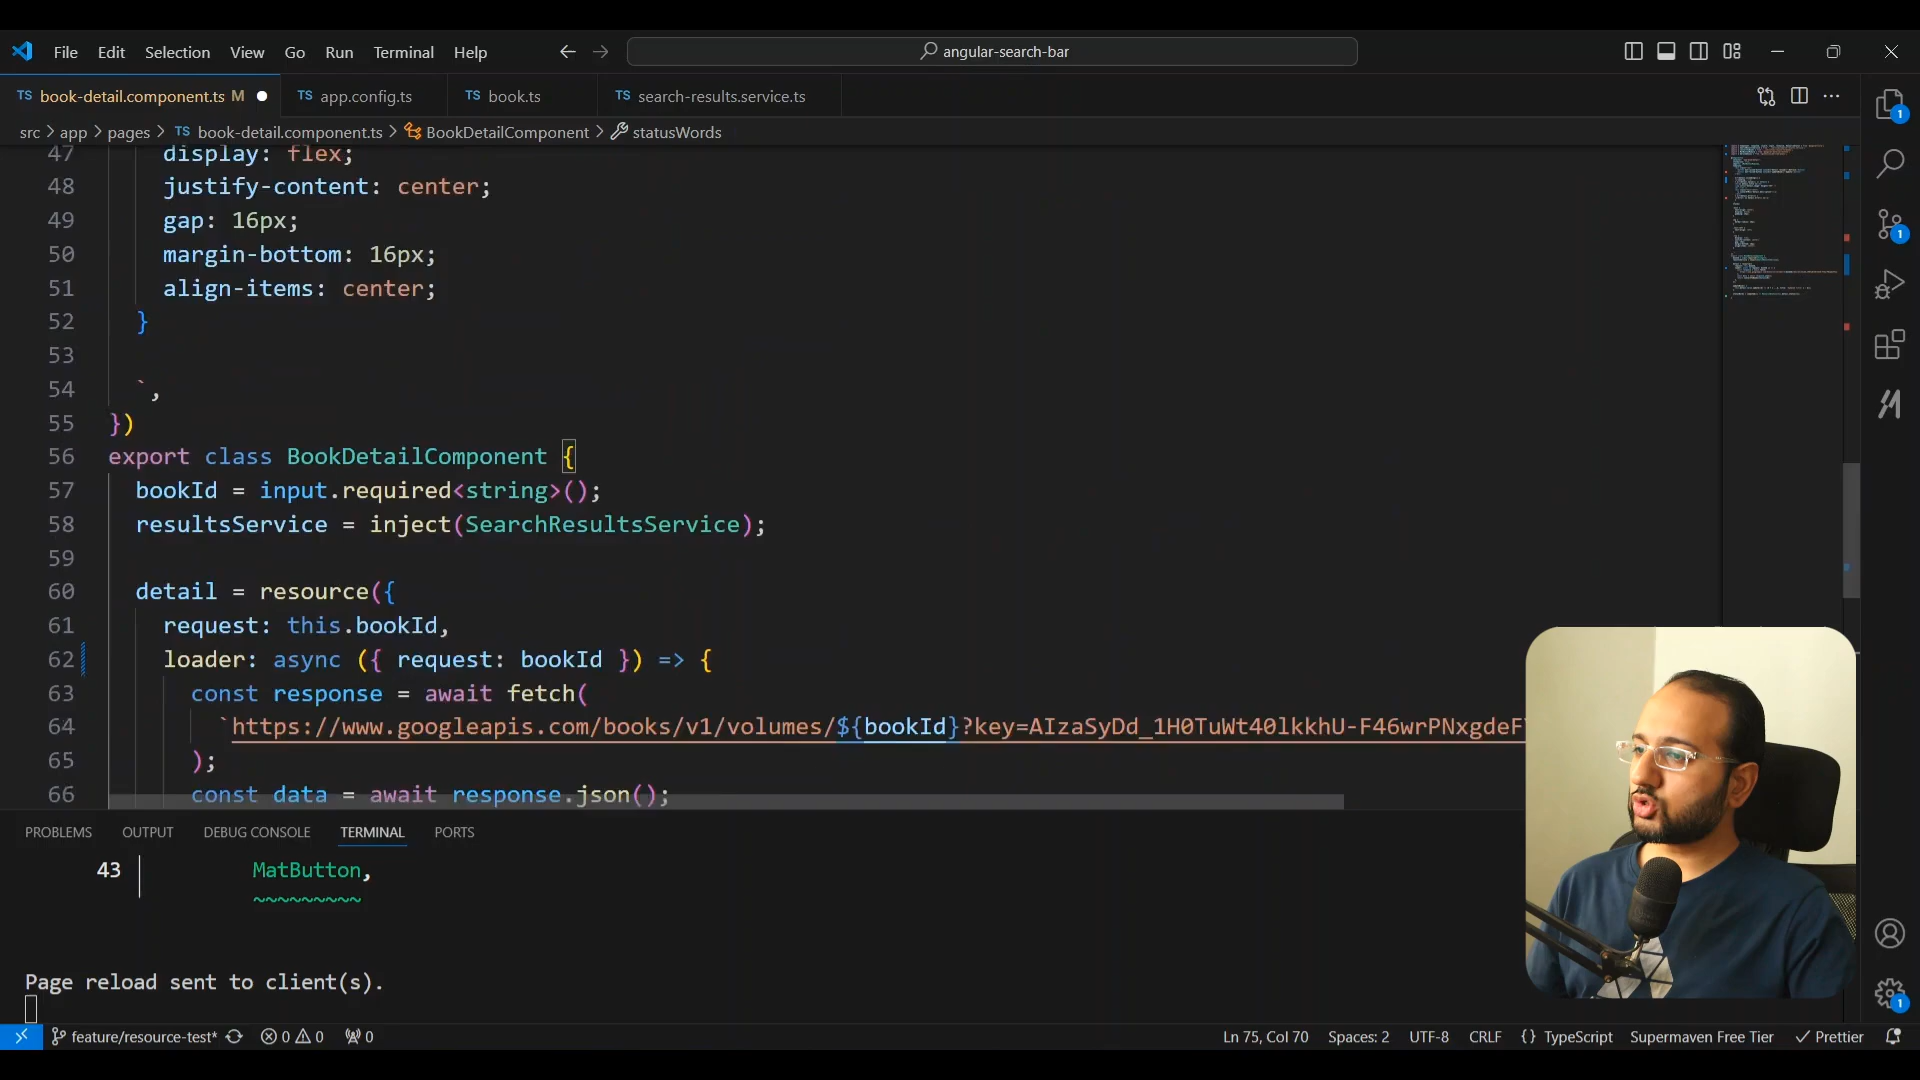 File Edit Selection View Go Run Terminal Help angular-search-bar
TS book-detail.component.ts M TS app.config.ts TS book.ts TS search-results.service.ts
src > app > pages > TS book-detail.component.ts > BookDetailComponent > statusWords
47 display: flex;
48 justify-content: center;
49 gap: 16px;
50 margin-bottom: 16px;
51 align-items: center;
52 }
53
54 `,
55 })
56 export class BookDetailComponent {
57 bookId = input.required<string>();
58 resultsService = inject(SearchResultsService);
59
60 detail = resource({
61 request: this.bookId,
62 loader: async ({ request: bookId }) => {
63 const response = await fetch(
64 `https://www.googleapis.com/books/v1/volumes/${bookId}?key=AIzaSyDd_1H0TuWt40lkkhU-F46wrPNxgdeF
65 );
66 const data = await response.json();
PROBLEMS OUTPUT DEBUG CONSOLE TERMINAL PORTS
43 MatButton,
~~~~~~~~~
Page reload sent to client(s).
feature/resource-test* 0 0 0 Ln 75, Col 70 Spaces: 2 UTF-8 CRLF {} TypeScript Supermaven Free Tier Prettier
1
1
1